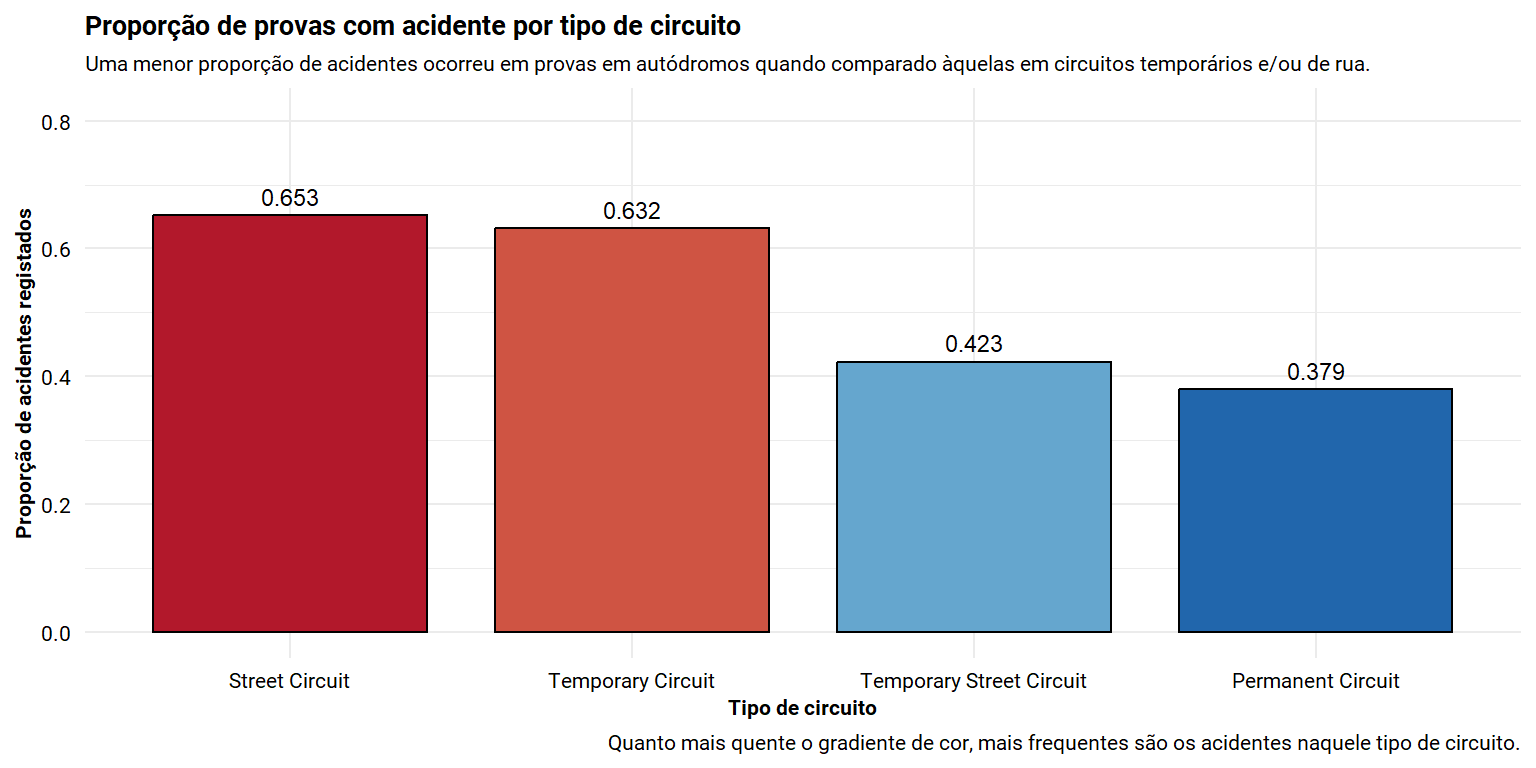 Proporção de provas com acidente por tipo de circuito
Uma menor proporção de acidentes ocorreu em provas em autódromos quando comparado àquelas em circuitos temporários e/ou de rua.
Proporção de acidentes registados
0.8
0.6
0.4
0.2
0.0
0.653
0.632
0.423
0.379
Street Circuit
Temporary Circuit
Temporary Street Circuit
Permanent Circuit
Tipo de circuito
Quanto mais quente o gradiente de cor, mais frequentes são os acidentes naquele tipo de circuito.